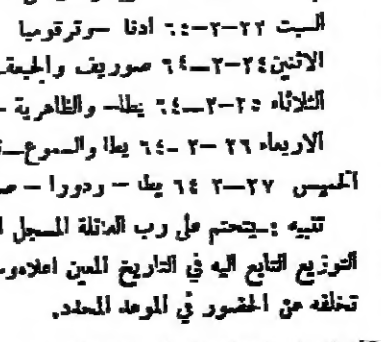 السبت ٢٢-٢-٦٤ اذنا - وترقوميا
الاثنين ٢٤-٢-٦٤ صوريف والجبعة
الثلاثاء ٢٥-٢-٦٤ يطا- والظاهرية -
الاربعاء ٢٦-٢-٦٤ يطا والسموع-
الخميس ٢٧-٢ ٦٤ يطا - ودورا -
تنبيه :-يتحتم على رب العائلة المسجل
التوزيع التابع اليه في التاريخ المعين اعلاه
تخلفه عن الحضور في الموعد المحدد.